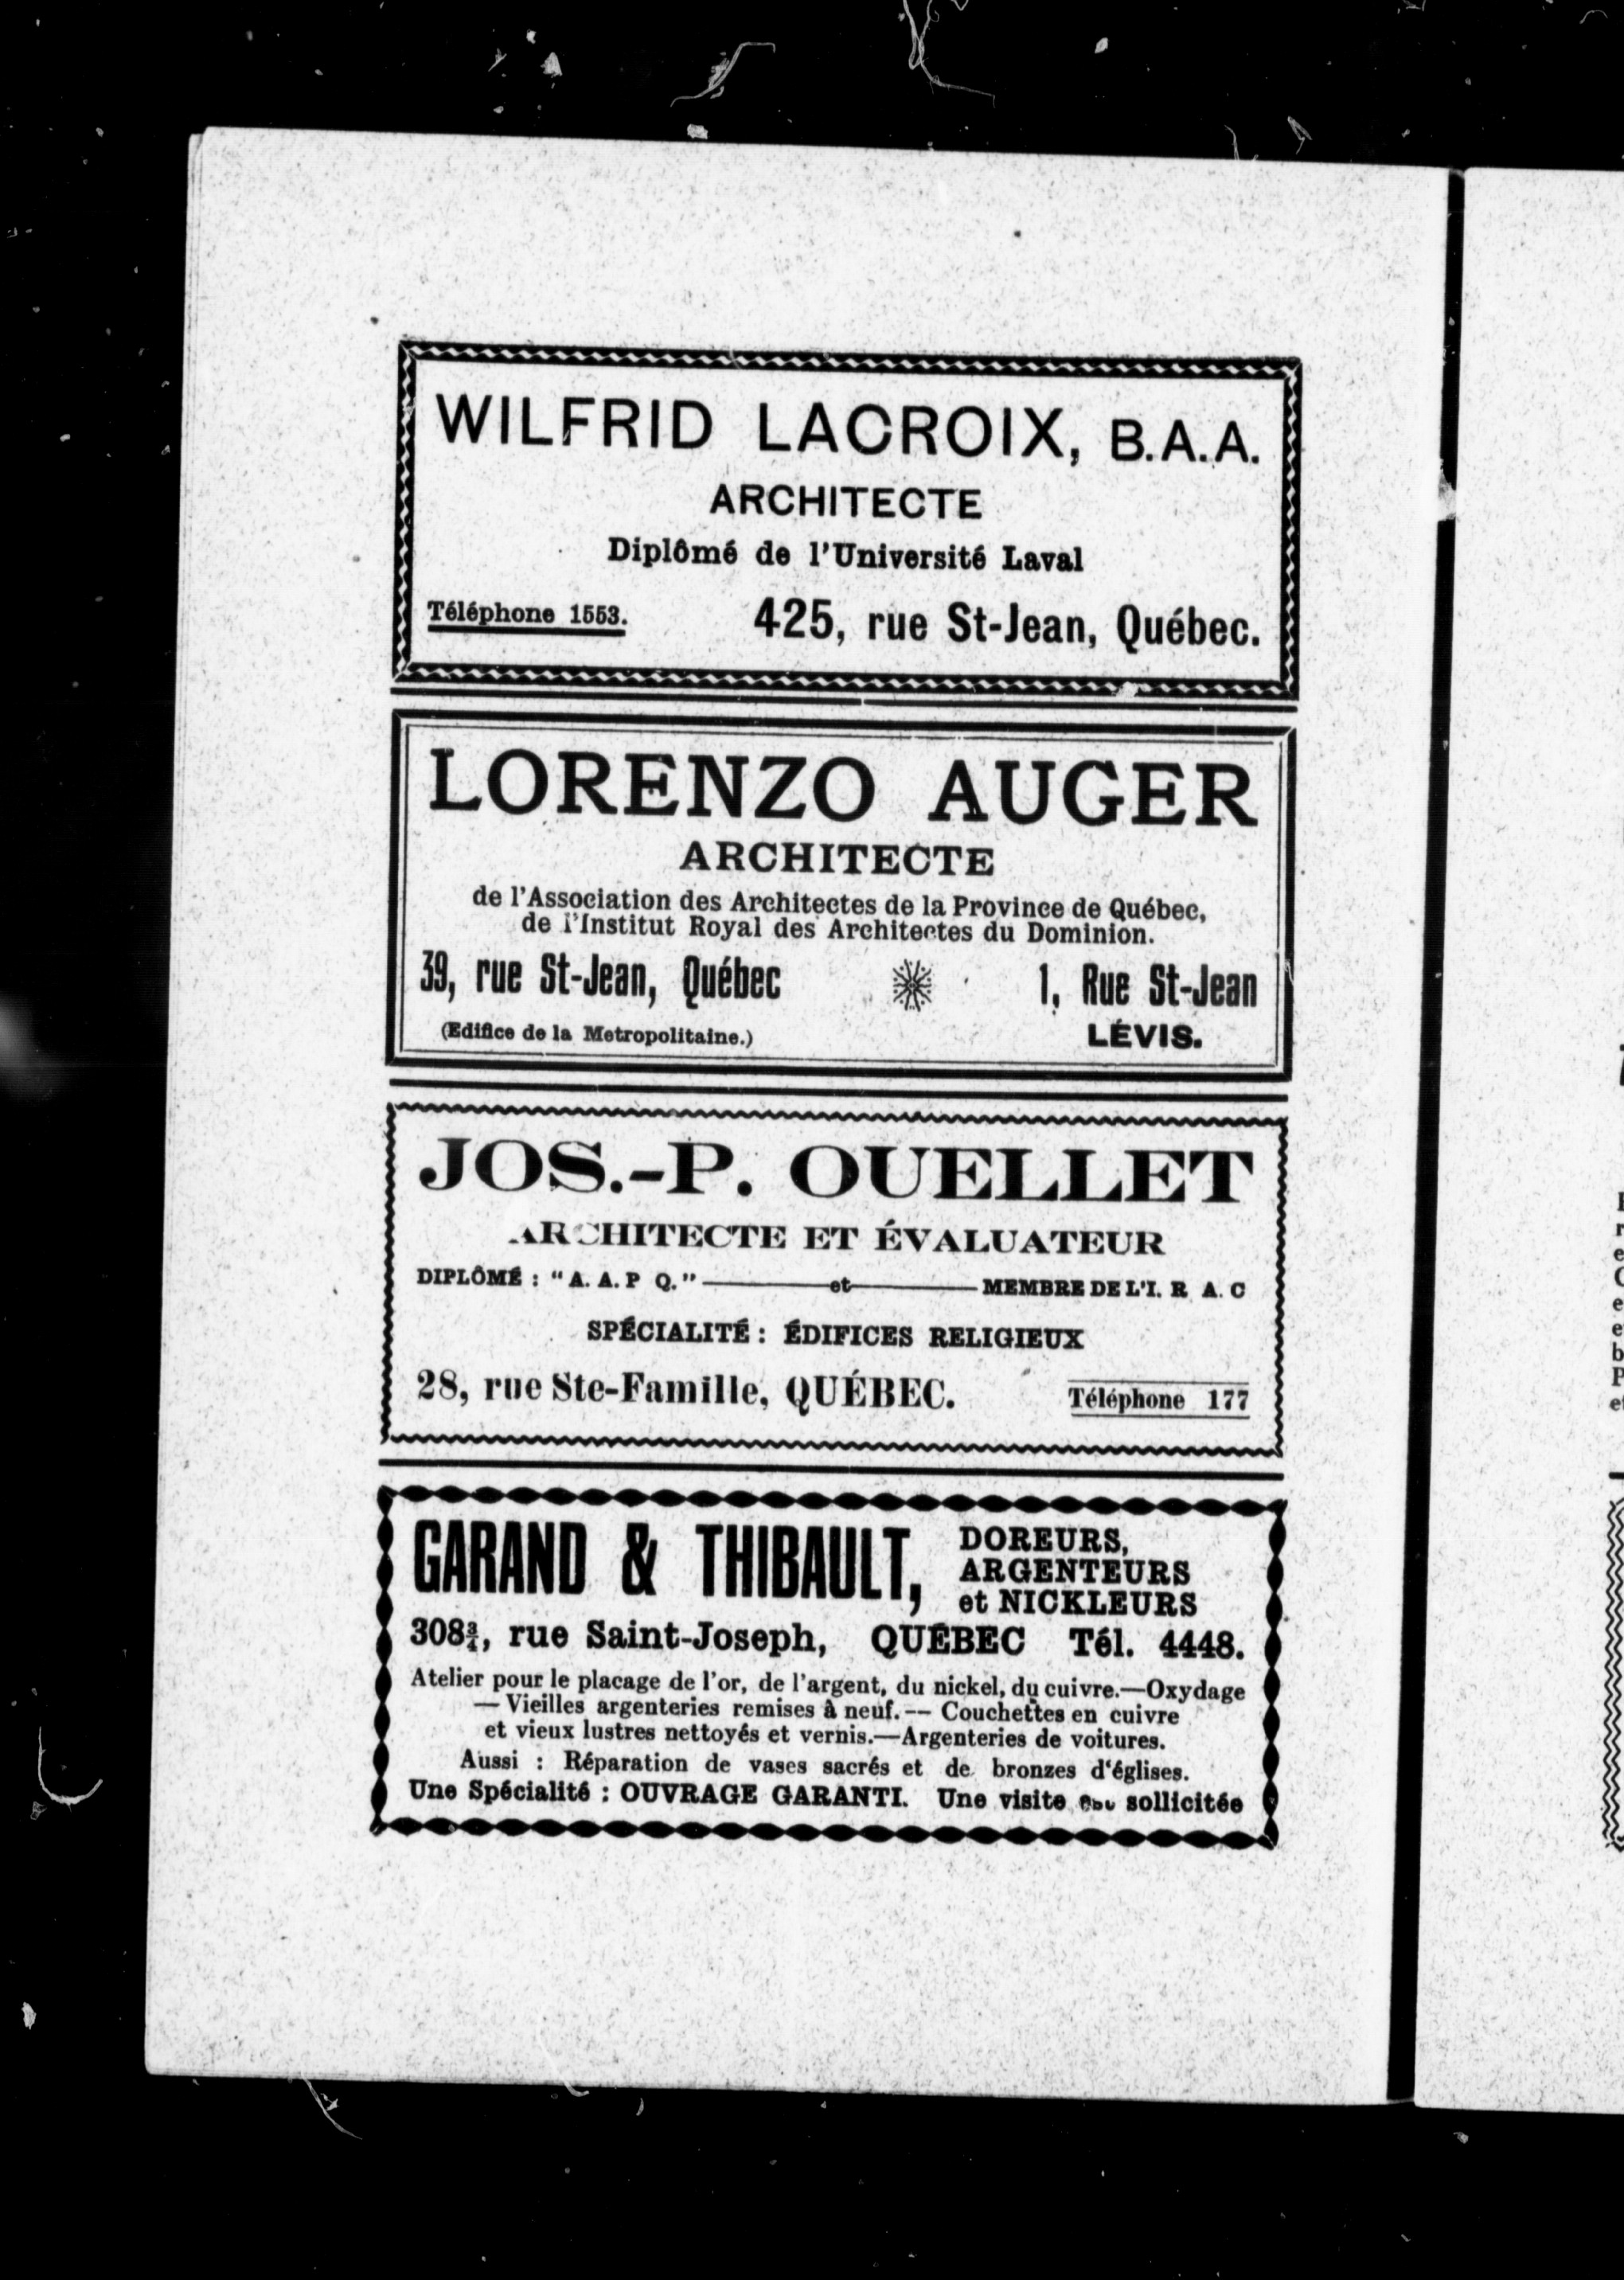 WILFRID LACROIX, B.A.A.
ARCHITECTE
Diplômé de l'Université Laval
Téléphone 1553. 425, rue St-Jean, Québec.
LORENZO AUGER
ARCHITECTE
de l'Association des Architectes de la Province de Québec,
de l'Institut Royal des Architectes du Dominion.
39, rue St-Jean, Québec 1, Rue St-Jean
(Edifice de la Metropolitaine.) LÉVIS.
JOS.-P. OUELLET
ARCHITECTE ET ÉVALUATEUR
DIPLÔMÉ : "A. A. P Q." — et — MEMBRE DE L'I. R A. C
SPÉCIALITÉ : ÉDIFICES RELIGIEUX
28, rue Ste-Famille, QUÉBEC. Téléphone 177
GARAND & THIBAULT, DOREURS,
ARGENTEURS
et NICKLEURS
308¾, rue Saint-Joseph, QUÉBEC Tél. 4448.
Atelier pour le placage de l'or, de l'argent, du nickel, du cuivre.—Oxydage
— Vieilles argenteries remises à neuf. -- Couchettes en cuivre
et vieux lustres nettoyés et vernis.—Argenteries de voitures.
Aussi : Réparation de vases sacrés et de bronzes d'églises.
Une Spécialité : OUVRAGE GARANTI. Une visite est sollicitée